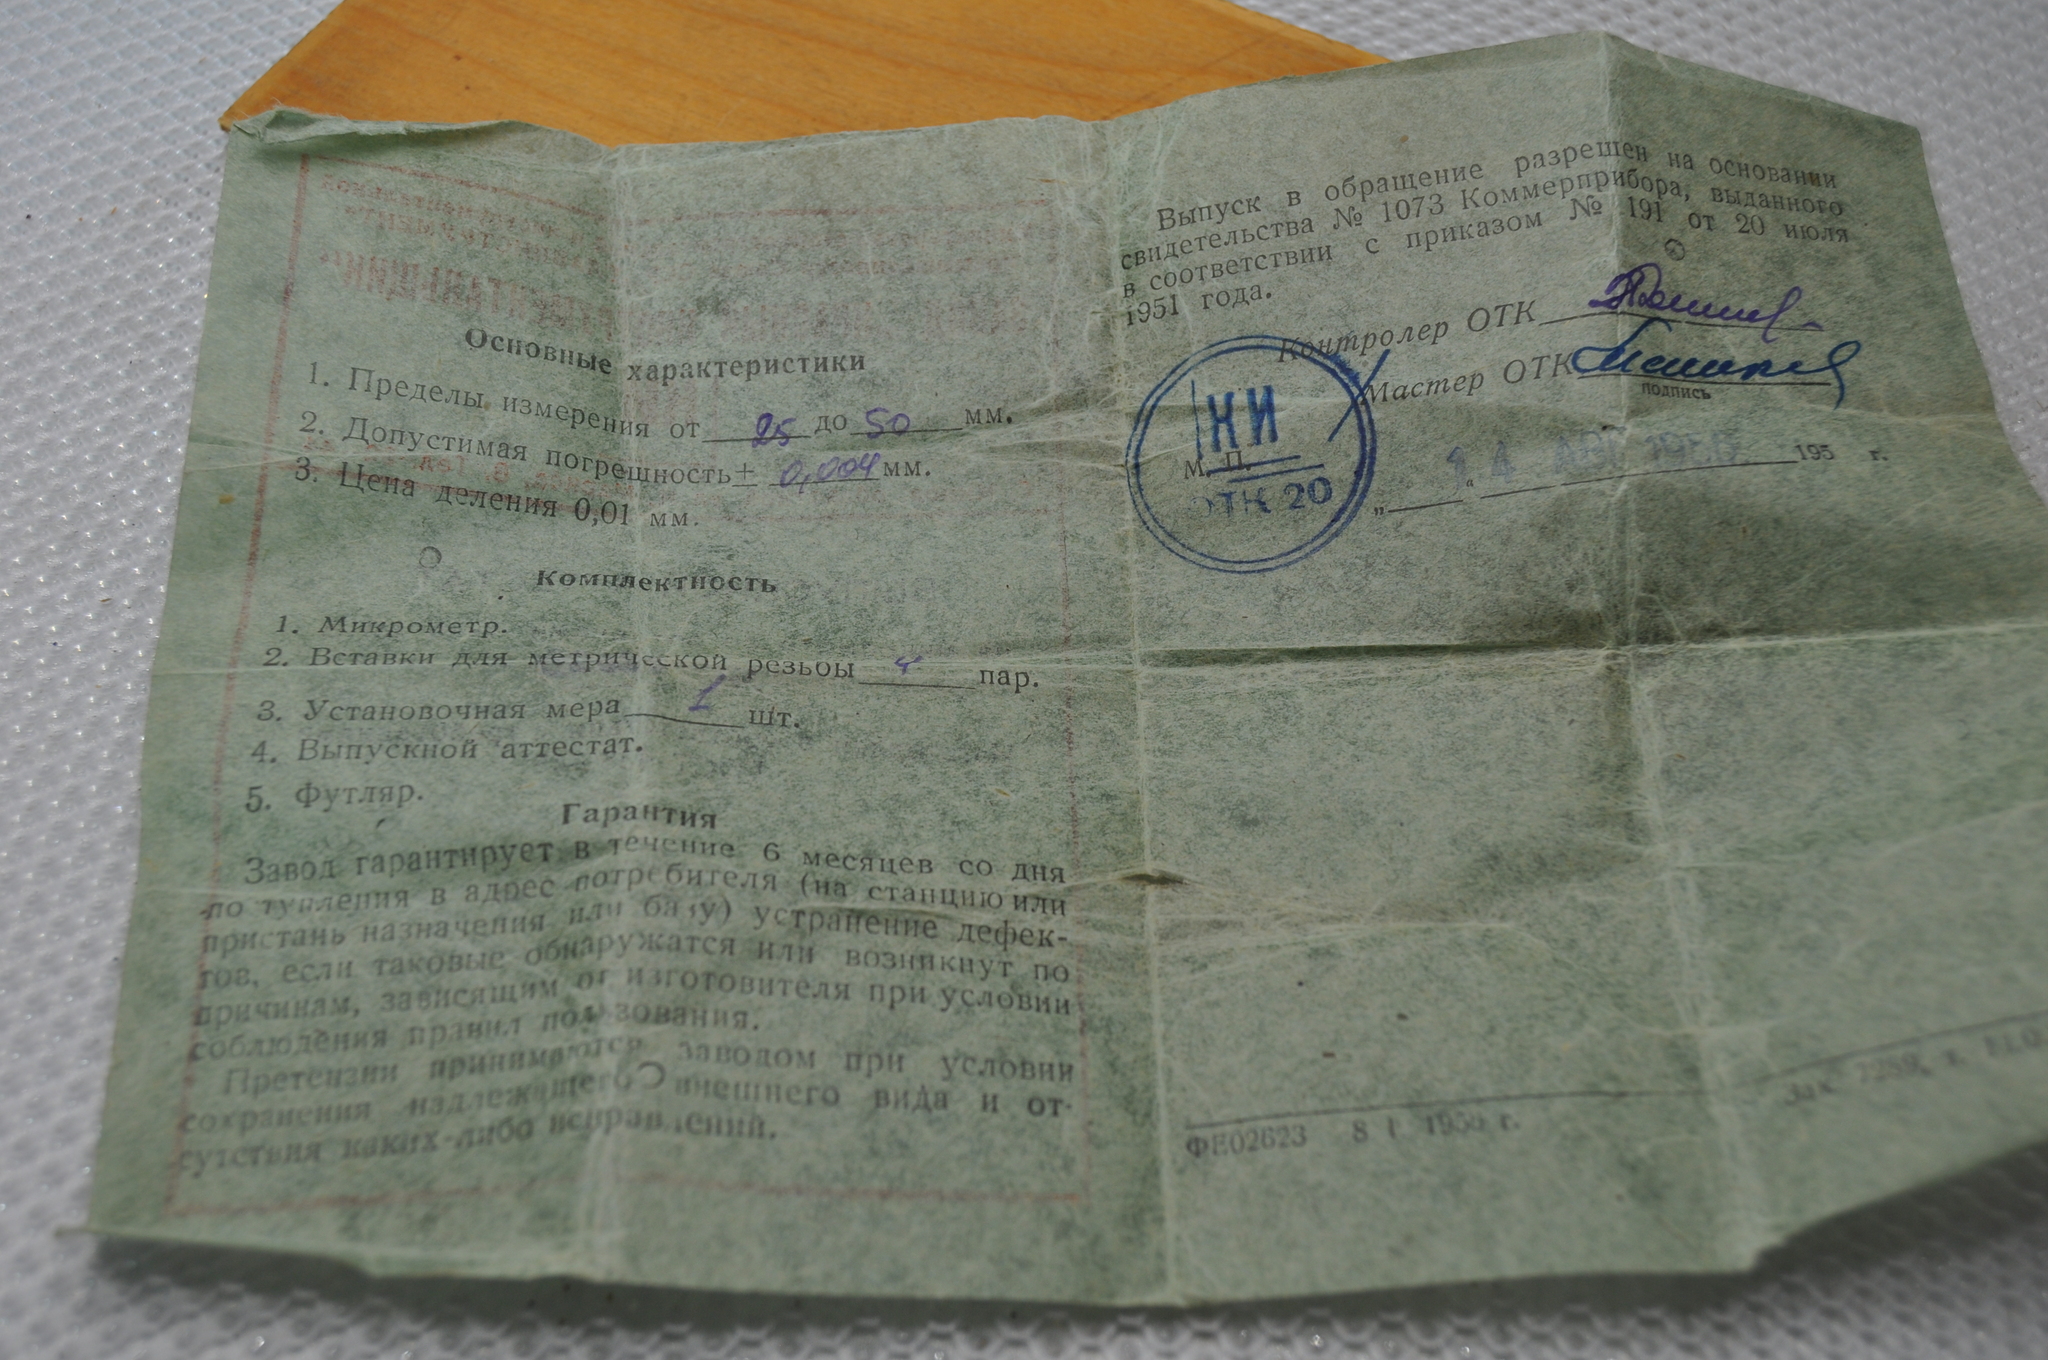 Основные характеристики
1. Пределы измерения от 25 до 50 мм.
2. Допустимая погрешность ± 0,004 мм.
3. Цена деления 0,01 мм.
Комплектность
1. Микрометр.
2. Вставки для метрической резьбы пар.
3. Установочная мера 1 шт.
4. Выпускной аттестат.
5. Футляр.
Гарантия
Завод гарантирует в течение 6 месяцев со дня
по тупления в адрес потребителя (на станцию или
пристань назначения или базу) устранение дефек-
тов, если таковые обнаружатся или возникнут по
причинам, зависящим от изготовителя при условии
соблюдения правил пользования.
Претензии принимаются заводом при условии
сохранения надлежащего внешнего вида и от-
сутствия каких-либо исправлений.
Выпуск в обращение разрешен на основании
свидетельства № 1073 Коммерприбора, выданного
в соответствии с приказом № 191 от 20 июля
1951 года.
Контролер ОТК
Мастер ОТК
подпись
НИ
М. П.
ОТК 20
„ “ 195 г.
ФЕ02623 8 I г.